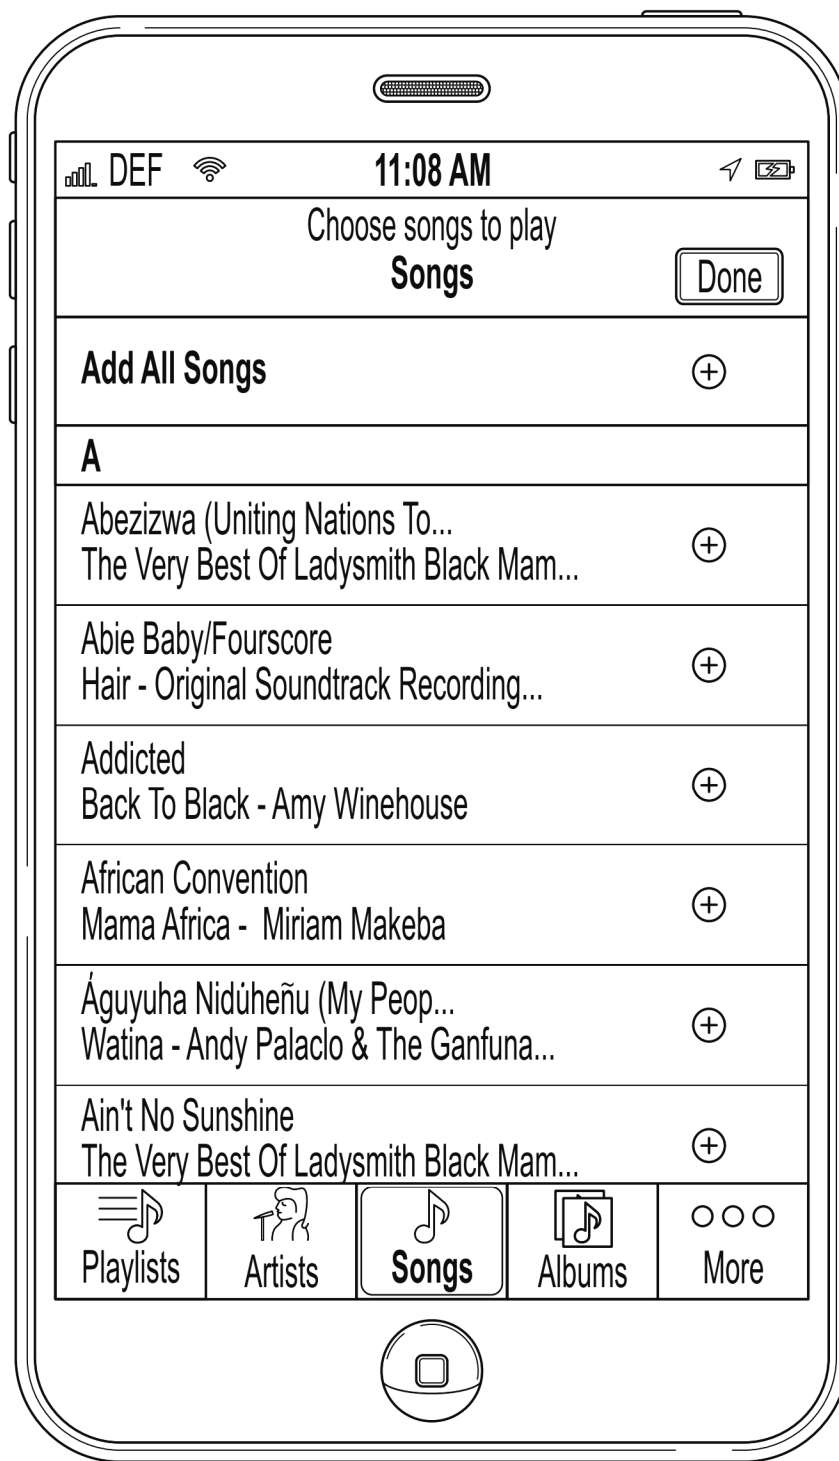 DEF 11:08 AM
Choose songs to play
Songs
Done
Add All Songs
A
Abezizwa (Uniting Nations To...
The Very Best Of Ladysmith Black Mam...
Abie Baby/Fourscore
Hair - Original Soundtrack Recording...
Addicted
Back To Black - Amy Winehouse
African Convention
Mama Africa - Miriam Makeba
Águyuha Nidúheñu (My Peop...
Watina - Andy Palaclo & The Ganfuna...
Ain't No Sunshine
The Very Best Of Ladysmith Black Mam...
Playlists Artists Songs Albums More